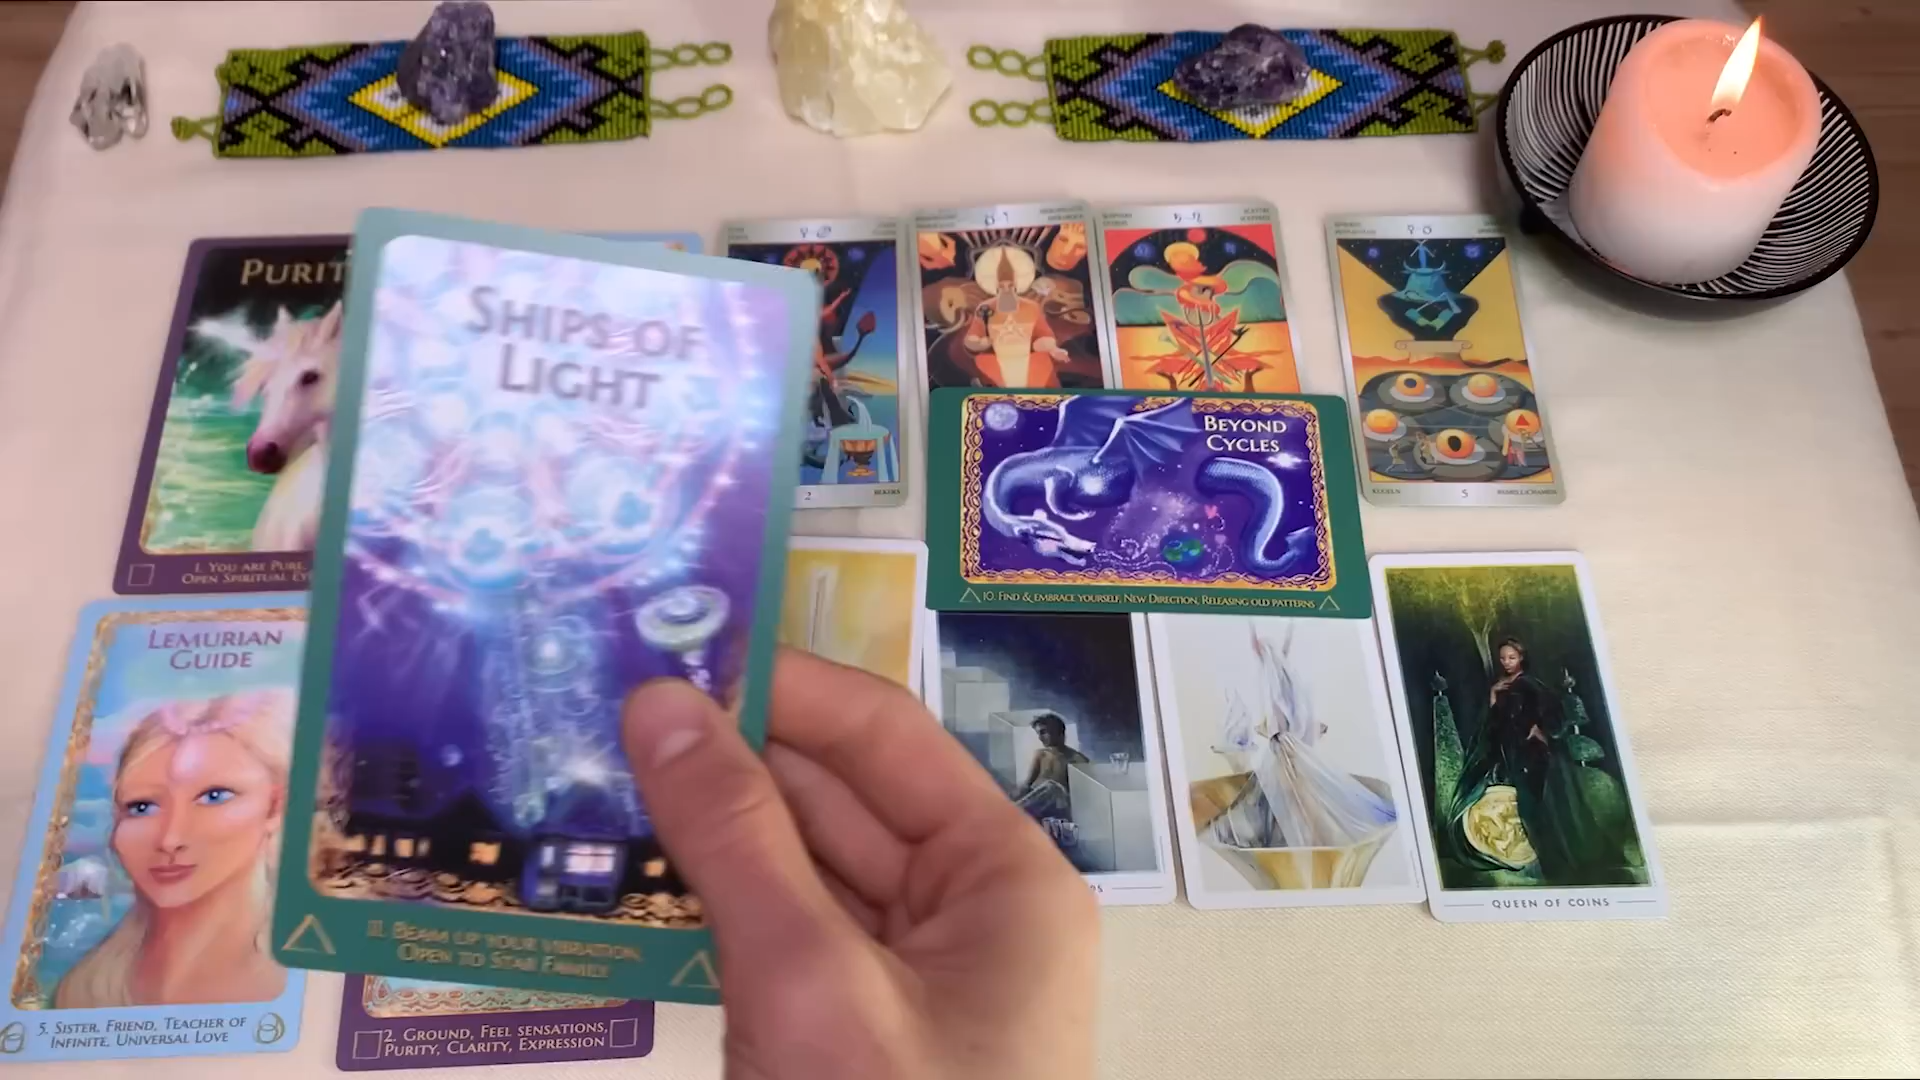 PURIT
1. YOU ARE PURE,
OPEN SPIRITUAL EY
SHIPS OF
LIGHT
11. BEAM UP YOUR VIBRATION,
OPEN TO STAR FAMILY
2
BEYOND
CYCLES
10. FIND & EMBRACE YOURSELF, NEW DIRECTION, RELEASING OLD PATTERNS
KUGELN 5
LEMURIAN
GUIDE
5. SISTER, FRIEND, TEACHER OF
INFINITE, UNIVERSAL LOVE
2. GROUND, FEEL SENSATIONS,
PURITY, CLARITY, EXPRESSION
QUEEN OF COINS